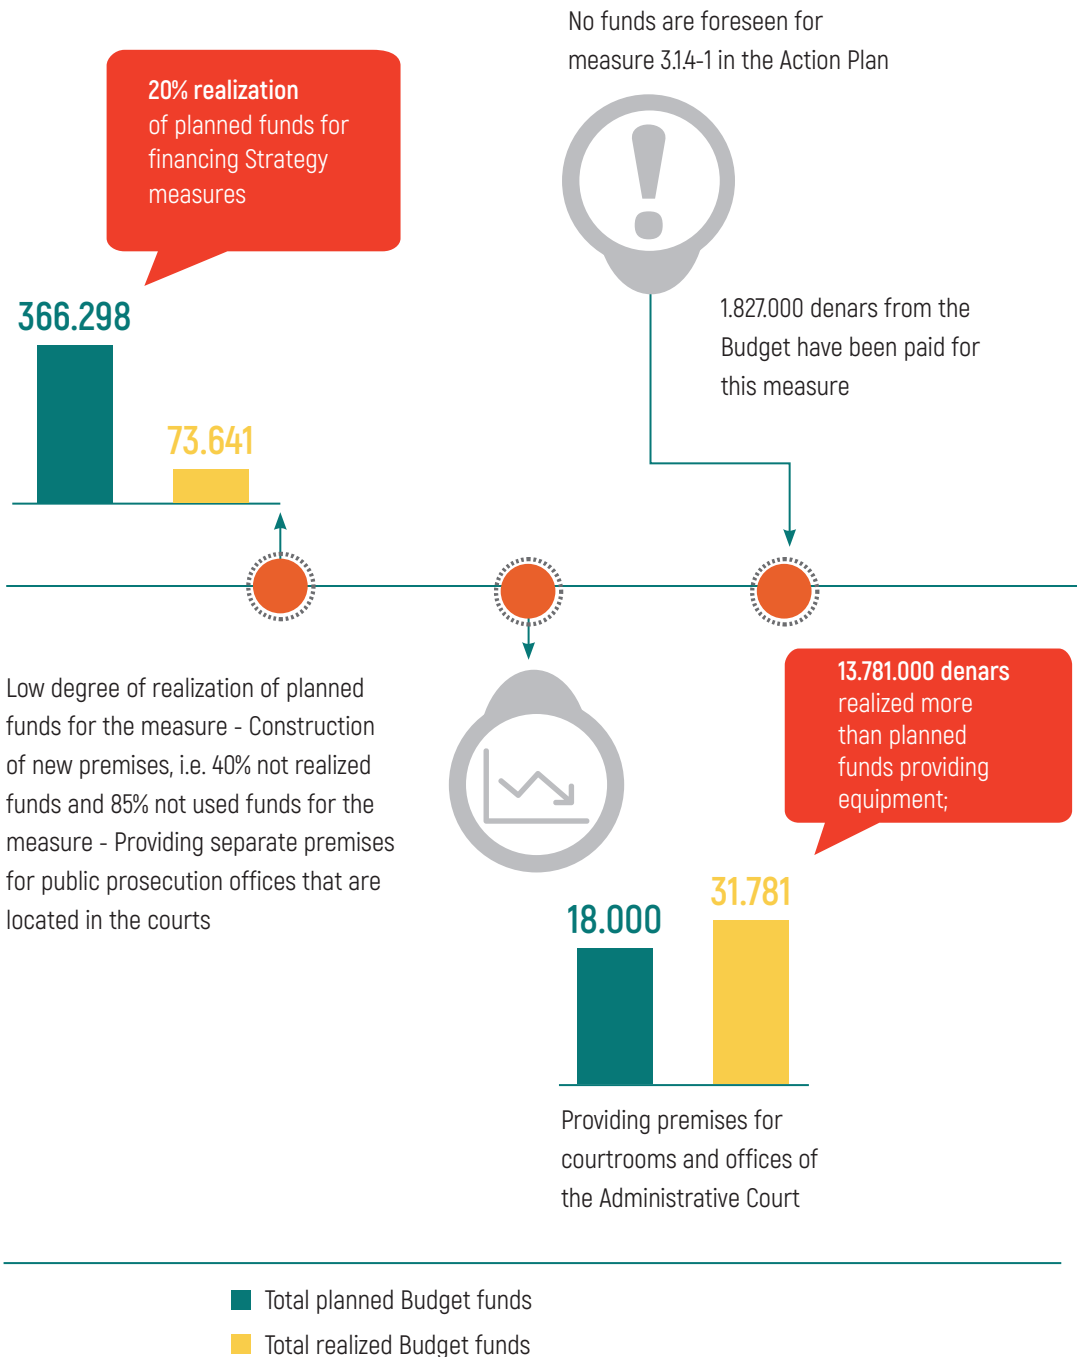 No funds are foreseen for
measure 3.1.4-1 in the Action Plan
20% realization
of planned funds for
financing Strategy
measures
366.298
73.641
1.827.000 denars from the
Budget have been paid for
this measure
Low degree of realization of planned
funds for the measure - Construction
of new premises, i.e. 40% not realized
funds and 85% not used funds for the
measure - Providing separate premises
for public prosecution offices that are
located in the courts
13.781.000 denars
realized more
than planned
funds providing
equipment;
18.000
31.781
Providing premises for
courtrooms and offices of
the Administrative Court
Total planned Budget funds
Total realized Budget funds